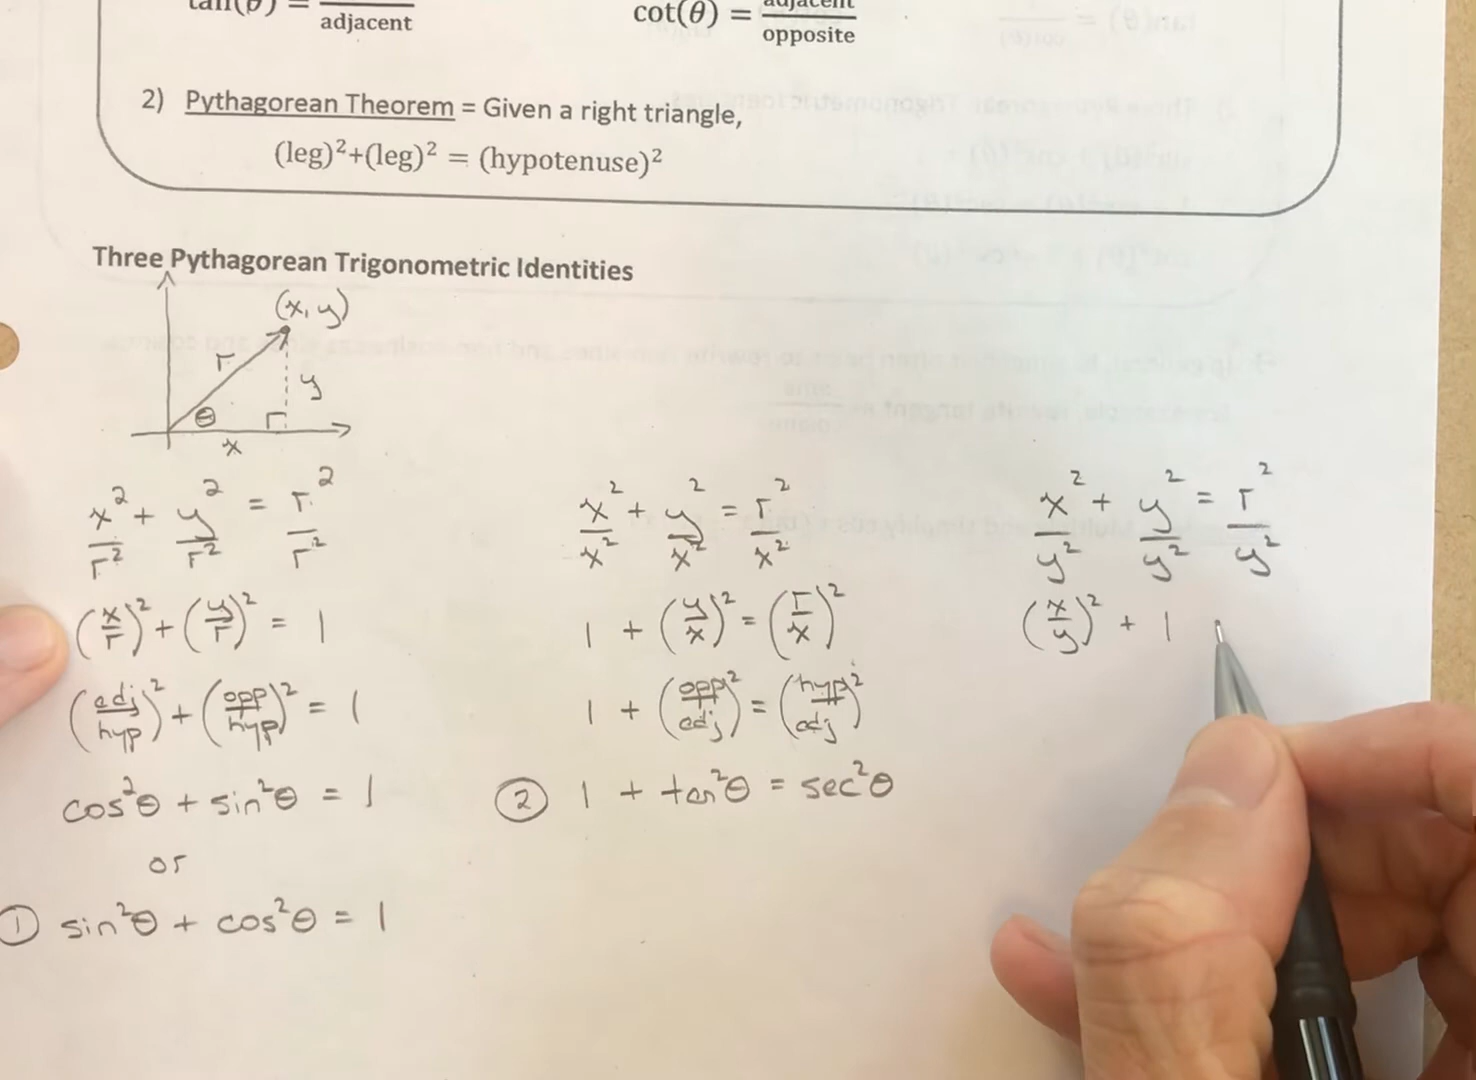 tan(θ) = adjacent
cot(θ) = adjacent/opposite
2) Pythagorean Theorem = Given a right triangle,
(leg)²+(leg)² = (hypotenuse)²
Three Pythagorean Trigonometric Identities
(x, y)
r
y
θ
x
x²/r² + y²/r² = r²/r²
(x/r)² + (y/r)² = 1
(adj/hyp)² + (opp/hyp)² = 1
cos²θ + sin²θ = 1
or
① sin²θ + cos²θ = 1
x²/x² + y²/x² = r²/x²
1 + (y/x)² = (r/x)²
1 + (opp/adj)² = (hyp/adj)²
② 1 + tan²θ = sec²θ
x²/y² + y²/y² = r²/y²
(x/y)² + 1